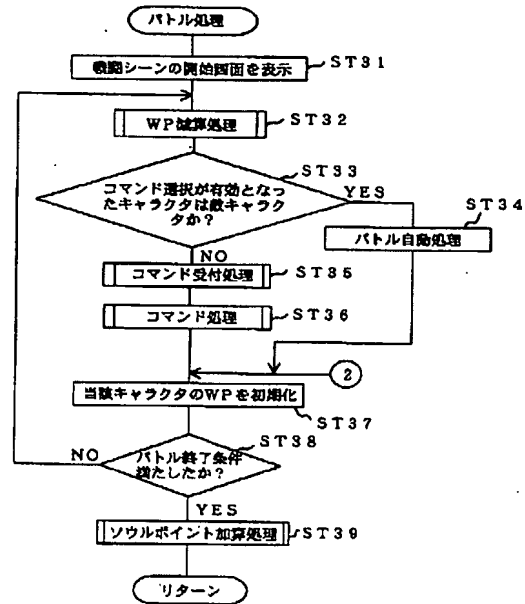 バトル処理
戦闘シーンの開始画面を表示
ST31
WP減算処理
ST32
ST33
コマンド選択が有効となっ
たキャラクタは敵キャラク
タか?
YES
ST34
バトル自動処理
NO
コマンド受付処理
ST35
コマンド処理
ST36
2
当該キャラクタのWPを初期化
ST37
ST38
NO
バトル終了条件
満たしたか?
YES
ソウルポイント加算処理
ST39
リターン